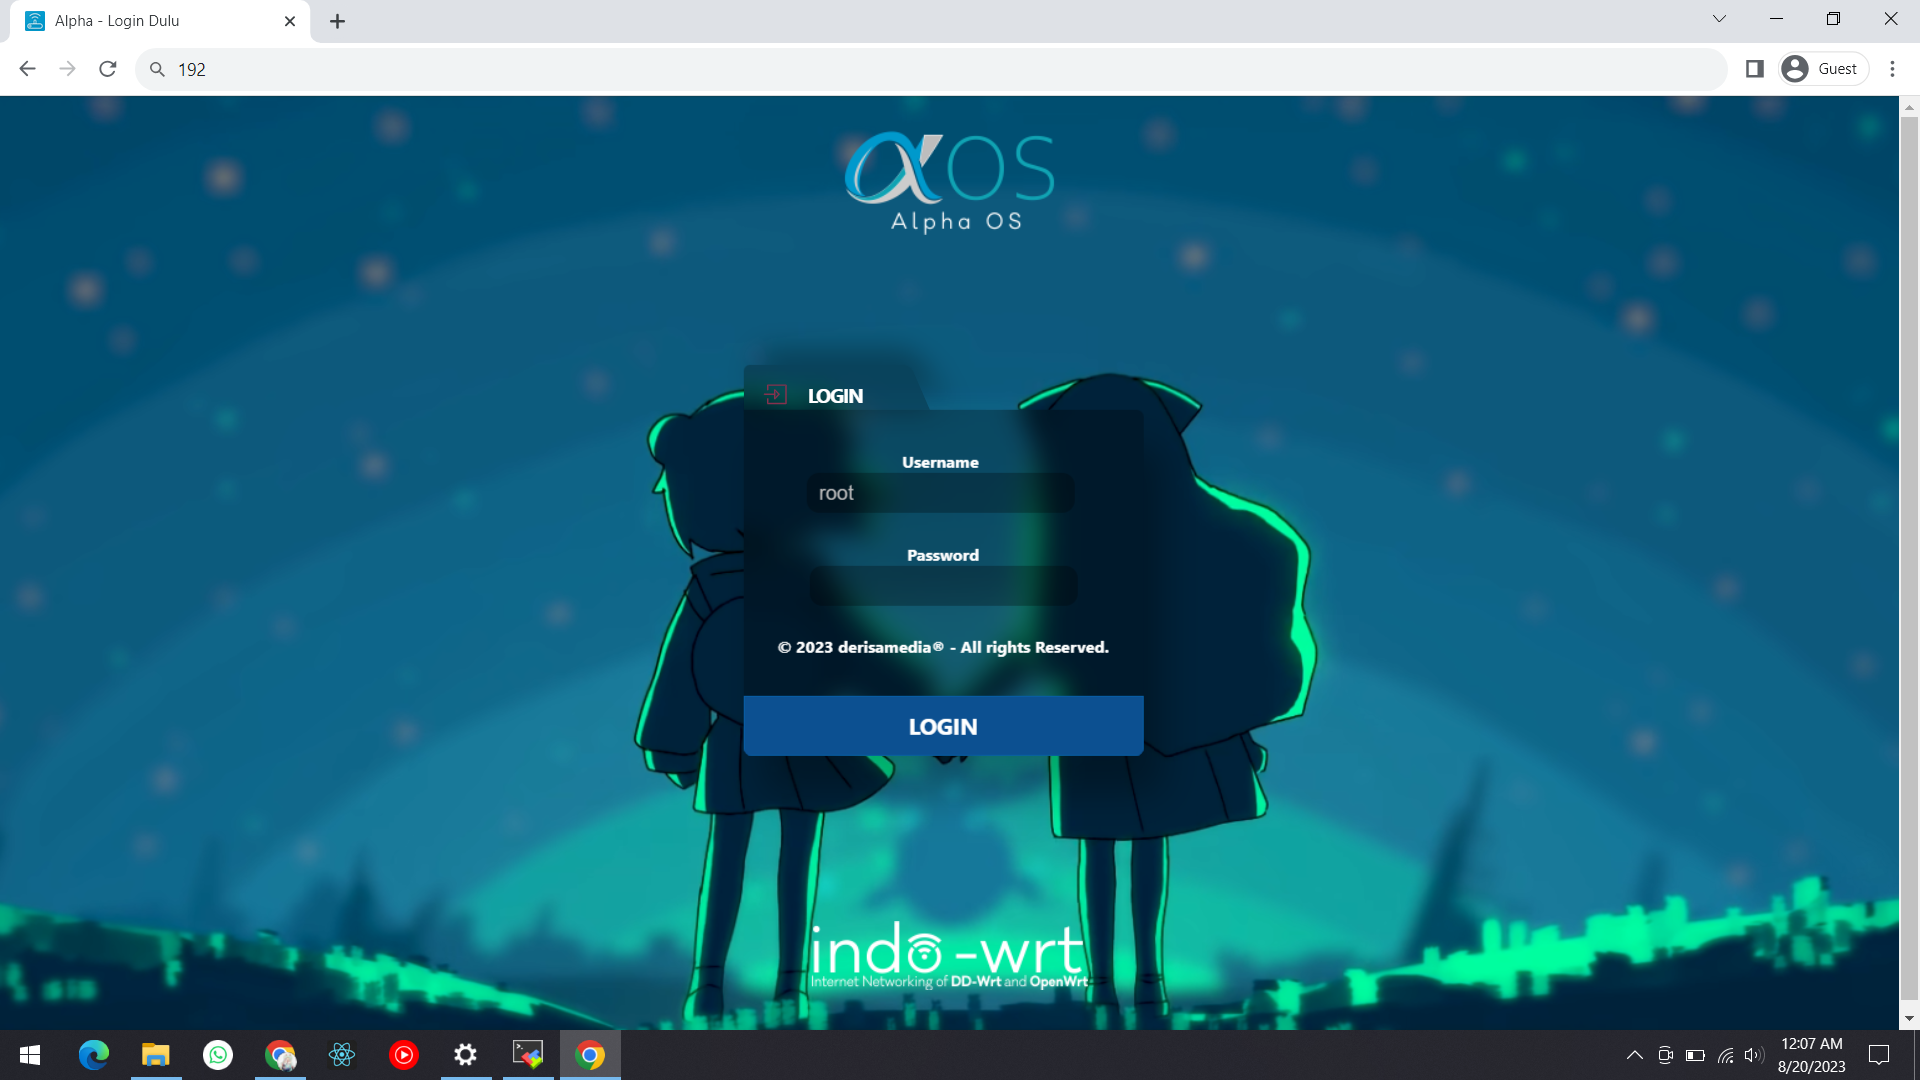 Alpha - Login Dulu
192
Guest
αOS
Alpha OS
LOGIN
Username
root
Password
© 2023 derisamedia® - All rights Reserved.
LOGIN
indo-wrt
Internet Networking of DD-Wrt and OpenWrt
12:07 AM
8/20/2023